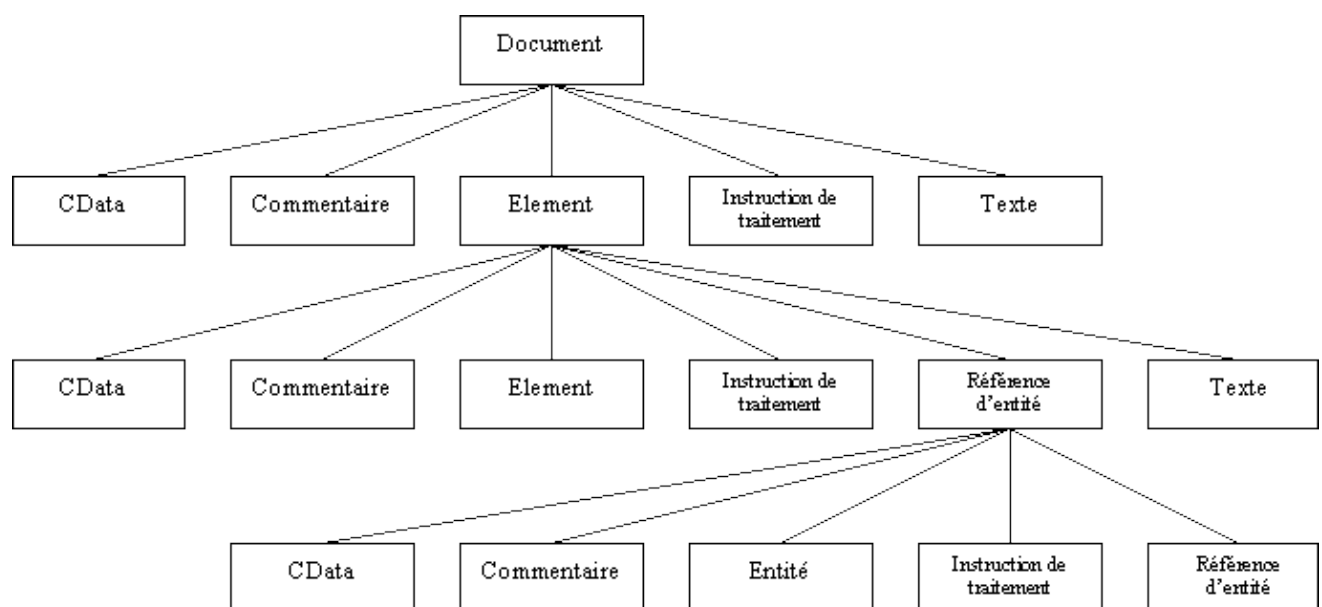 Document
CData
Commentaire
Element
Instruction de
traitement
Texte
CData
Commentaire
Element
Instruction de
traitement
Référence
d'entité
Texte
CData
Commentaire
Entité
Instruction de
traitement
Référence
d'entité